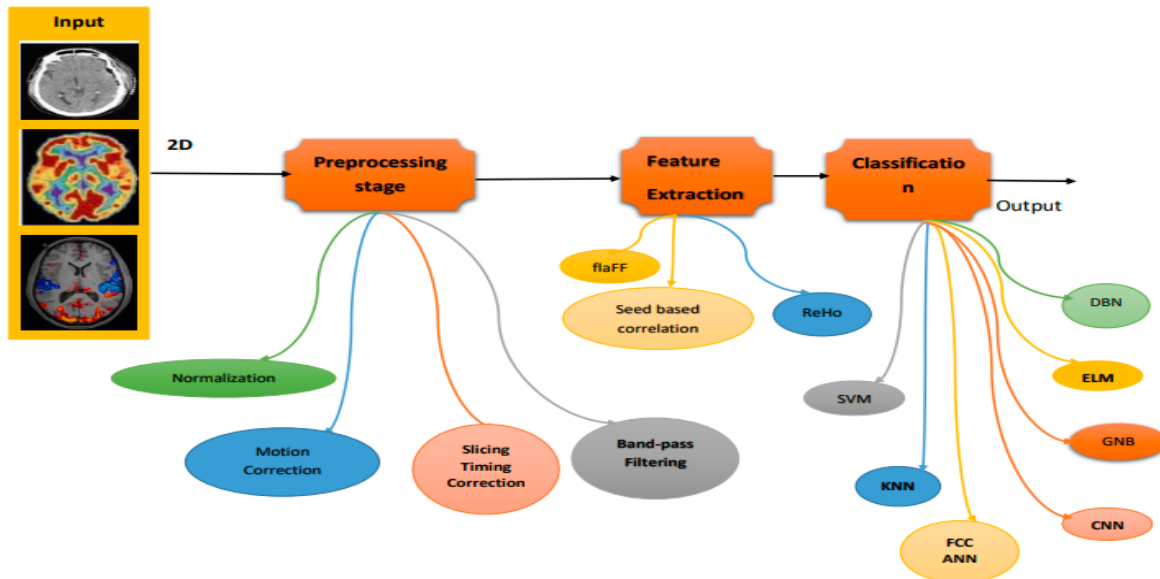 Input
2D
Preprocessing
stage
Feature
Extraction
Classificatio
n
Output
flaFF
Seed based
correlation
ReHo
DBN
Normalization
ELM
SVM
Motion
Correction
Slicing
Timing
Correction
Band-pass
Filtering
GNB
KNN
CNN
FCC
ANN